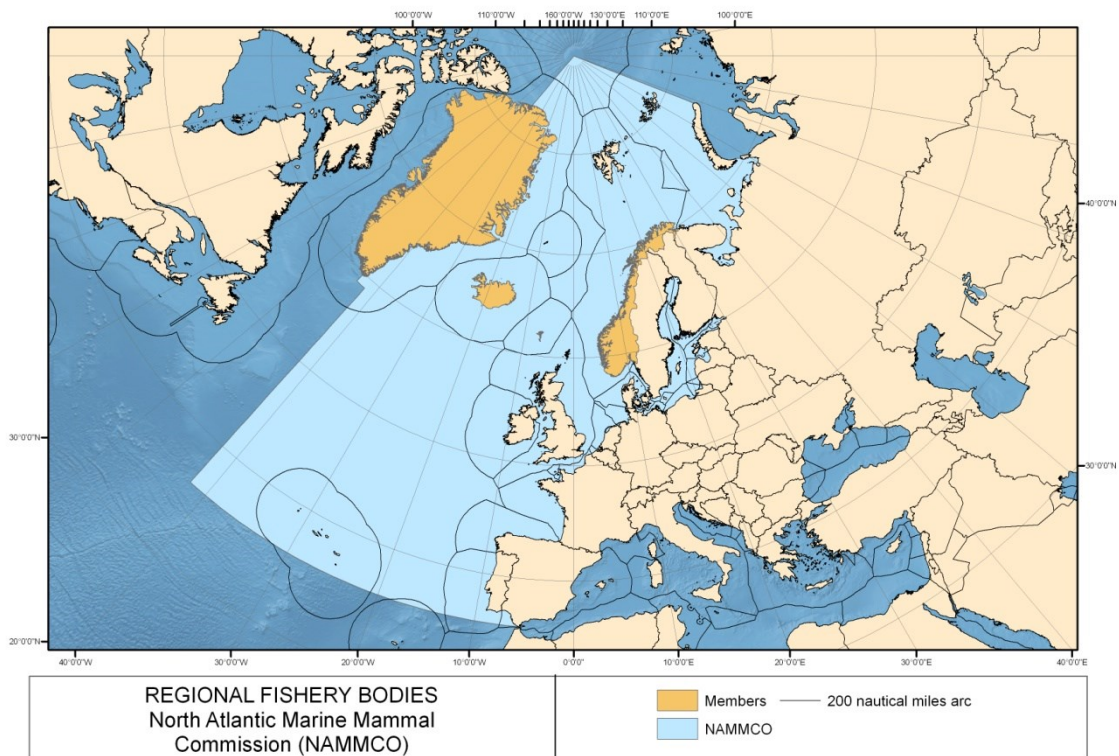 100°0'0"W 110°0'0"W 160°0'0"W 130°0'0"E 110°0'0"E 100°0'0"E
40°0'0"N
30°0'0"N
30°0'0"N
20°0'0"N
40°0'0"W 30°0'0"W 20°0'0"W 10°0'0"W 0°0'0" 10°0'0"E 20°0'0"E 30°0'0"E 40°0'0"E
REGIONAL FISHERY BODIES
North Atlantic Marine Mammal
Commission (NAMMCO)
Members 200 nautical miles arc
NAMMCO